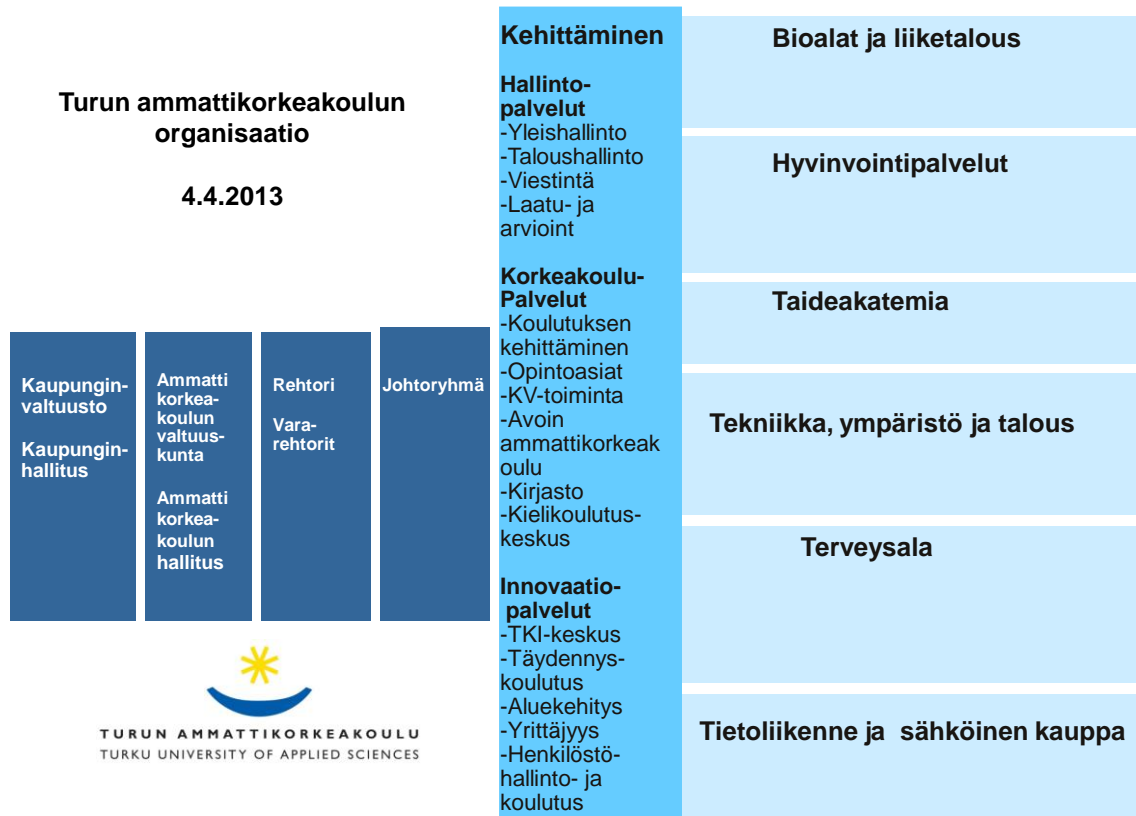 Turun ammattikorkeakoulun
organisaatio
4.4.2013
Kaupungin-
valtuusto
Kaupungin-
hallitus
Ammatti
korkea-
koulun
valtuus-
kunta
Ammatti
korkea-
koulun
hallitus
Rehtori
Vara-
rehtorit
Johtoryhmä
TURUN AMMATTIKORKEAKOULU
TURKU UNIVERSITY OF APPLIED SCIENCES
Kehittäminen
Hallinto-
palvelut
-Yleishallinto
-Taloushallinto
-Viestintä
-Laatu- ja
arvioint
Korkeakoulu-
Palvelut
-Koulutuksen
kehittäminen
-Opintoasiat
-KV-toiminta
-Avoin
ammattikorkeak
oulu
-Kirjasto
-Kielikoulutus-
keskus
Innovaatio-
palvelut
-TKI-keskus
-Täydennys-
koulutus
-Aluekehitys
-Yrittäjyys
-Henkilöstö-
hallinto- ja
koulutus
Bioalat ja liiketalous
Hyvinvointipalvelut
Taideakatemia
Tekniikka, ympäristö ja talous
Terveysala
Tietoliikenne ja sähköinen kauppa